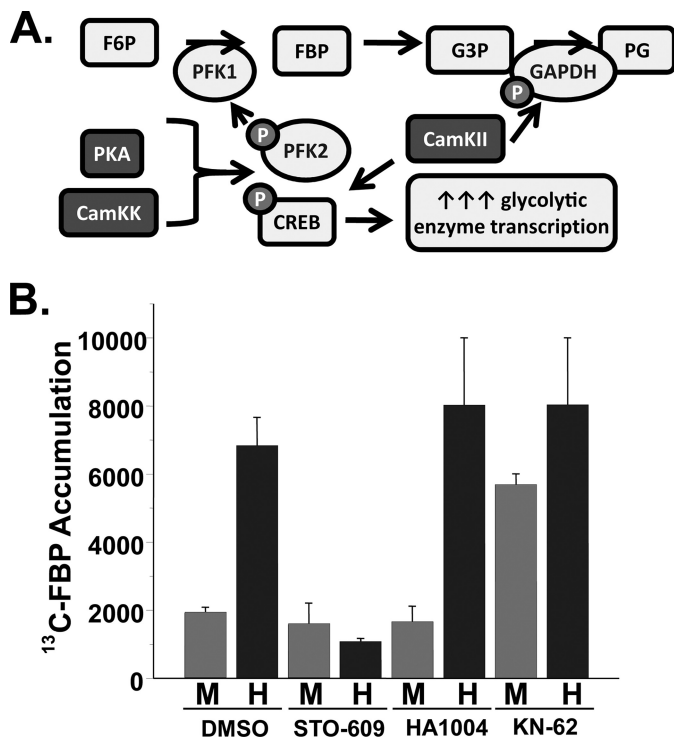 A.
F6P
FBP
G3P
PG
PFK1
GAPDH
P
P
PFK2
PKA
CamKII
CamKK
P
CREB
↑↑↑ glycolytic
enzyme transcription
B.
¹³C-FBP Accumulation
10000
8000
6000
4000
2000
0
M H M H M H M H
DMSO STO-609 HA1004 KN-62